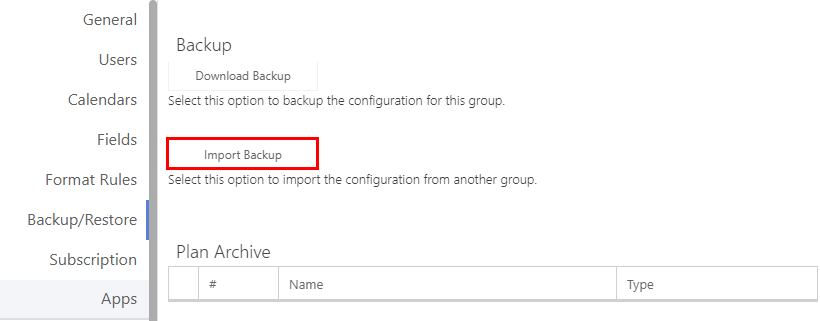 General
Users
Calendars
Fields
Format Rules
Backup/Restore
Subscription
Apps
Backup
Download Backup
Select this option to backup the configuration for this group.
Import Backup
Select this option to import the configuration from another group.
Plan Archive
# Name Type